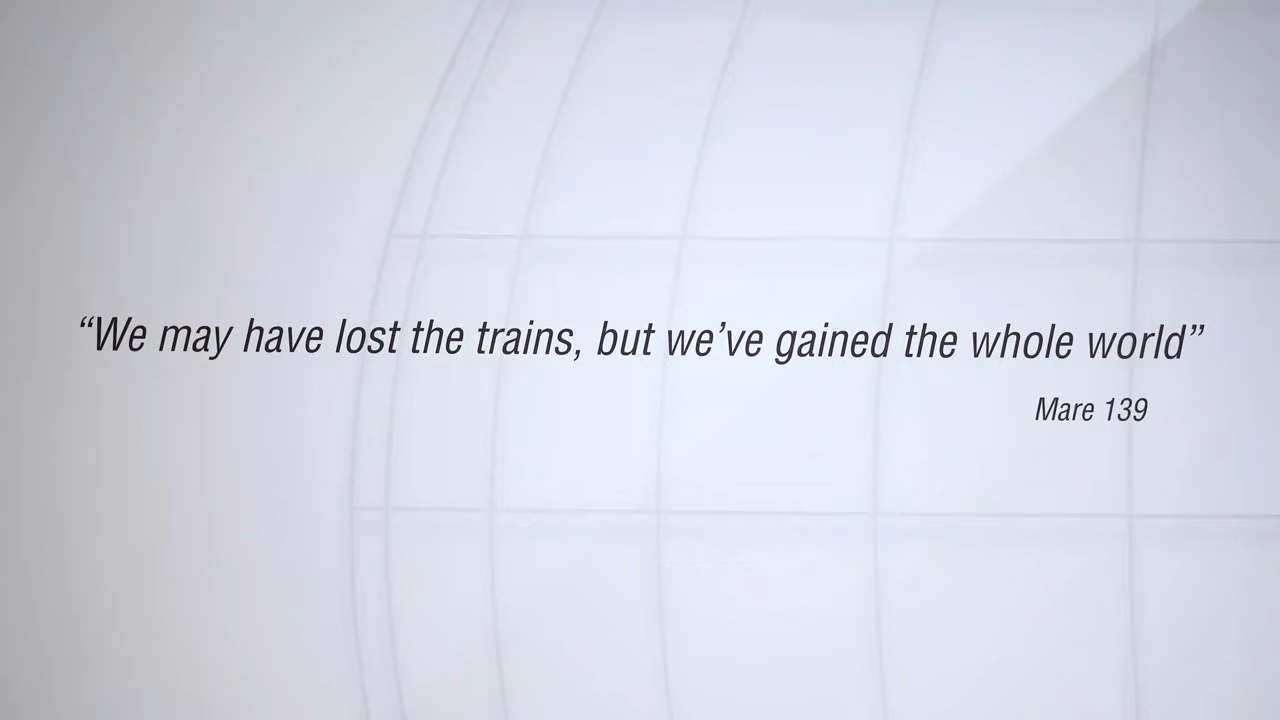 “We may have lost the trains, but we’ve gained the whole world”
Mare 139